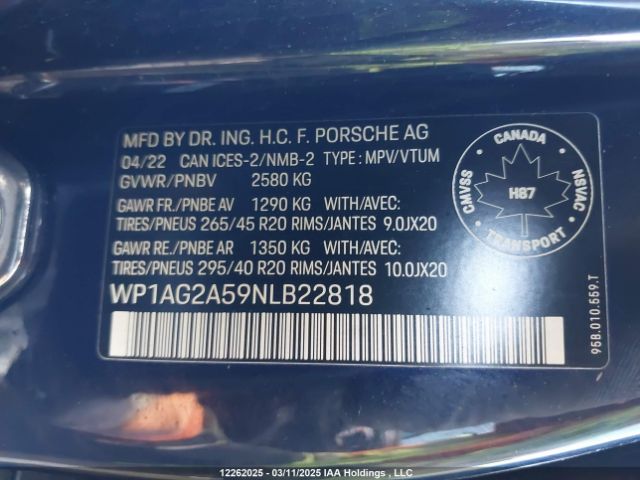 MFD BY DR. ING. H.C. F. PORSCHE AG
04/22 CAN ICES-2/NMB-2 TYPE : MPV/VTUM
GVWR/PNBV 2580 KG
GAWR FR./PNBE AV 1290 KG WITH/AVEC:
TIRES/PNEUS 265/45 R20 RIMS/JANTES 9.0JX20
GAWR RE./PNBE AR 1350 KG WITH/AVEC:
TIRES/PNEUS 295/40 R20 RIMS/JANTES 10.0JX20
WP1AG2A59NLB22818
CANADA
CMVSS
NSVAC
H87
TRANSPORT
95B.010.559.T
12262025 - 03/11/2025 IAA Holdings , LLC